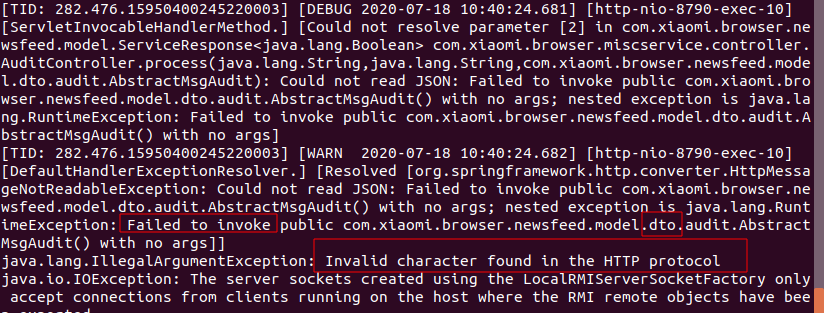 [TID: 282.476.15950400245220003] [DEBUG 2020-07-18 10:40:24.681] [http-nio-8790-exec-10]
[ServletInvocableHandlerMethod.] [Could not resolve parameter [2] in com.xiaomi.browser.ne
wsfeed.model.ServiceResponse<java.lang.Boolean> com.xiaomi.browser.miscservice.controller.
AuditController.process(java.lang.String,java.lang.String,com.xiaomi.browser.newsfeed.mode
l.dto.audit.AbstractMsgAudit): Could not read JSON: Failed to invoke public com.xiaomi.bro
wser.newsfeed.model.dto.audit.AbstractMsgAudit() with no args; nested exception is java.la
ng.RuntimeException: Failed to invoke public com.xiaomi.browser.newsfeed.model.dto.audit.A
bstractMsgAudit() with no args]
[TID: 282.476.15950400245220003] [WARN  2020-07-18 10:40:24.682] [http-nio-8790-exec-10]
[DefaultHandlerExceptionResolver.] [Resolved [org.springframework.http.converter.HttpMessa
geNotReadableException: Could not read JSON: Failed to invoke public com.xiaomi.browser.ne
wsfeed.model.dto.audit.AbstractMsgAudit() with no args; nested exception is java.lang.Runt
imeException: Failed to invoke public com.xiaomi.browser.newsfeed.model.dto.audit.Abstract
MsgAudit() with no args]]
java.lang.IllegalArgumentException: Invalid character found in the HTTP protocol
java.io.IOException: The server sockets created using the LocalRMIServerSocketFactory only
 accept connections from clients running on the host where the RMI remote objects have bee